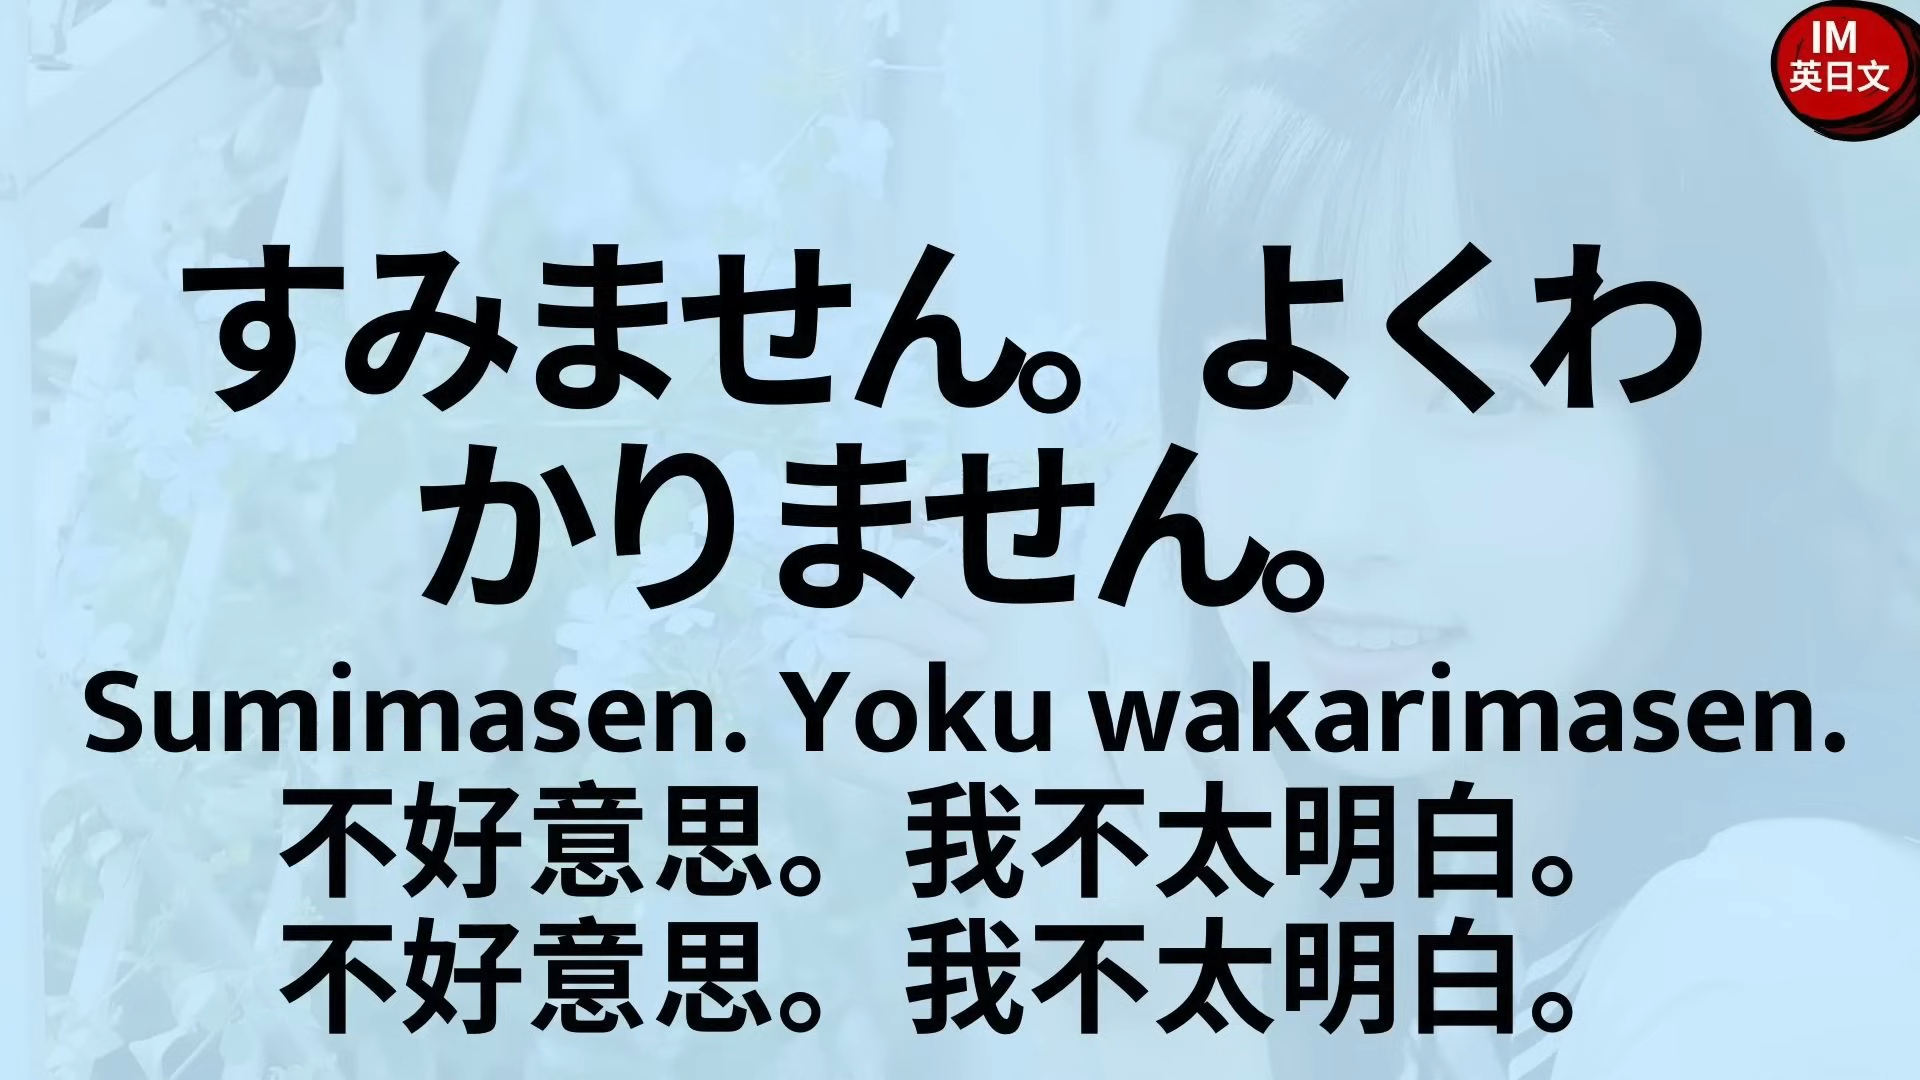 IM
英日文
すみません。よくわ
かりません。
Sumimasen. Yoku wakarimasen.
不好意思。我不太明白。
不好意思。我不太明白。